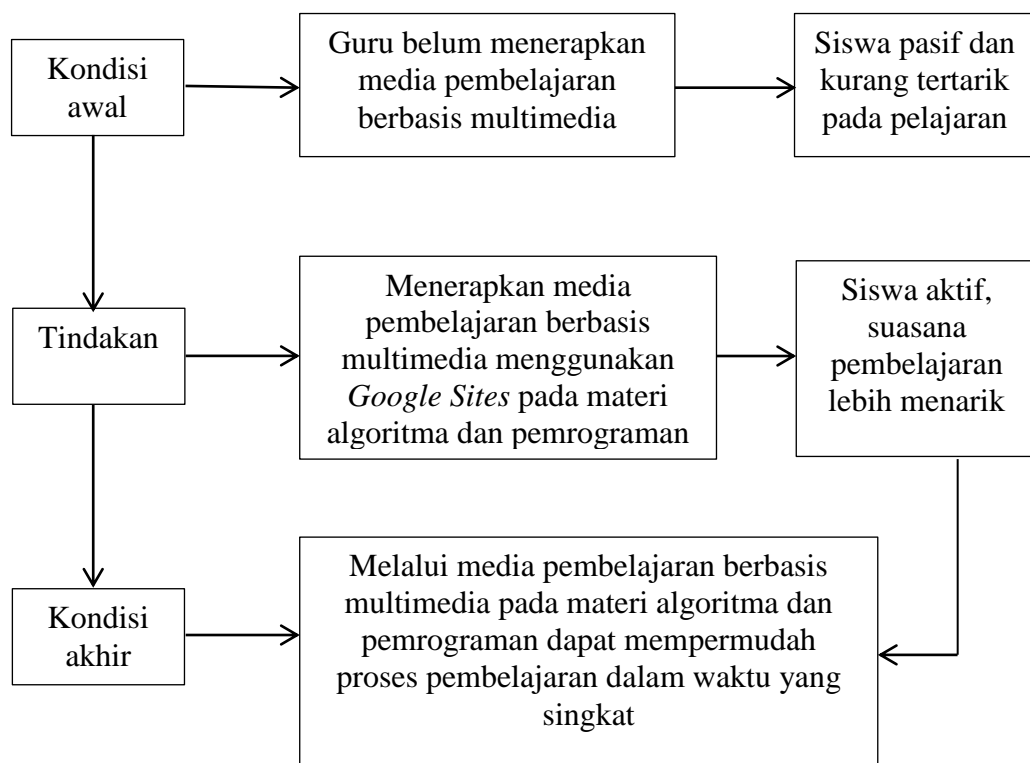 Kondisi
awal
Guru belum menerapkan
media pembelajaran
berbasis multimedia
Siswa pasif dan
kurang tertarik
pada pelajaran
Tindakan
Menerapkan media
pembelajaran berbasis
multimedia menggunakan
Google Sites pada materi
algoritma dan pemrograman
Siswa aktif,
suasana
pembelajaran
lebih menarik
Kondisi
akhir
Melalui media pembelajaran berbasis
multimedia pada materi algoritma dan
pemrograman dapat mempermudah
proses pembelajaran dalam waktu yang
singkat